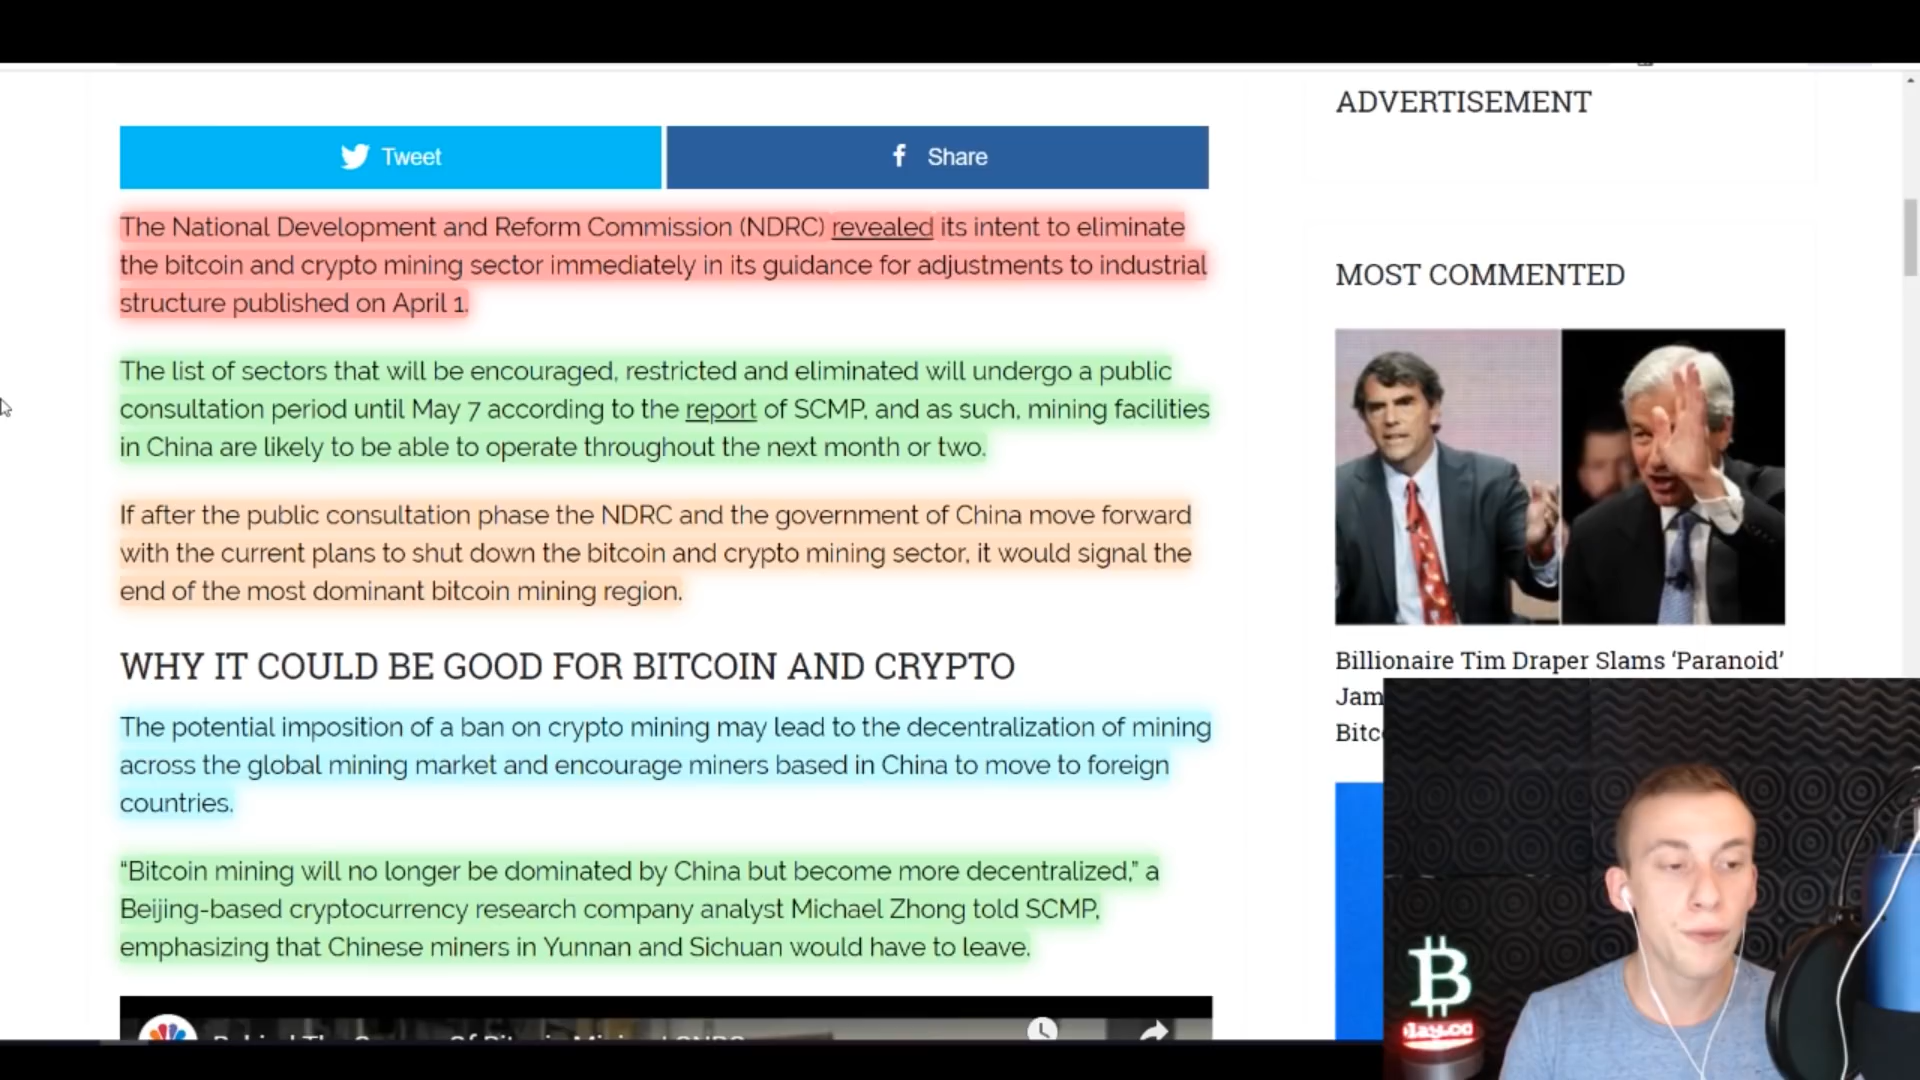 Tweet
Share
The National Development and Reform Commission (NDRC) revealed its intent to eliminate
the bitcoin and crypto mining sector immediately in its guidance for adjustments to industrial
structure published on April 1.
The list of sectors that will be encouraged, restricted and eliminated will undergo a public
consultation period until May 7 according to the report of SCMP, and as such, mining facilities
in China are likely to be able to operate throughout the next month or two.
If after the public consultation phase the NDRC and the government of China move forward
with the current plans to shut down the bitcoin and crypto mining sector, it would signal the
end of the most dominant bitcoin mining region.
WHY IT COULD BE GOOD FOR BITCOIN AND CRYPTO
The potential imposition of a ban on crypto mining may lead to the decentralization of mining
across the global mining market and encourage miners based in China to move to foreign
countries.
“Bitcoin mining will no longer be dominated by China but become more decentralized,” a
Beijing-based cryptocurrency research company analyst Michael Zhong told SCMP,
emphasizing that Chinese miners in Yunnan and Sichuan would have to leave.
ADVERTISEMENT
MOST COMMENTED
Billionaire Tim Draper Slams ‘Paranoid’
Jam
Bitc